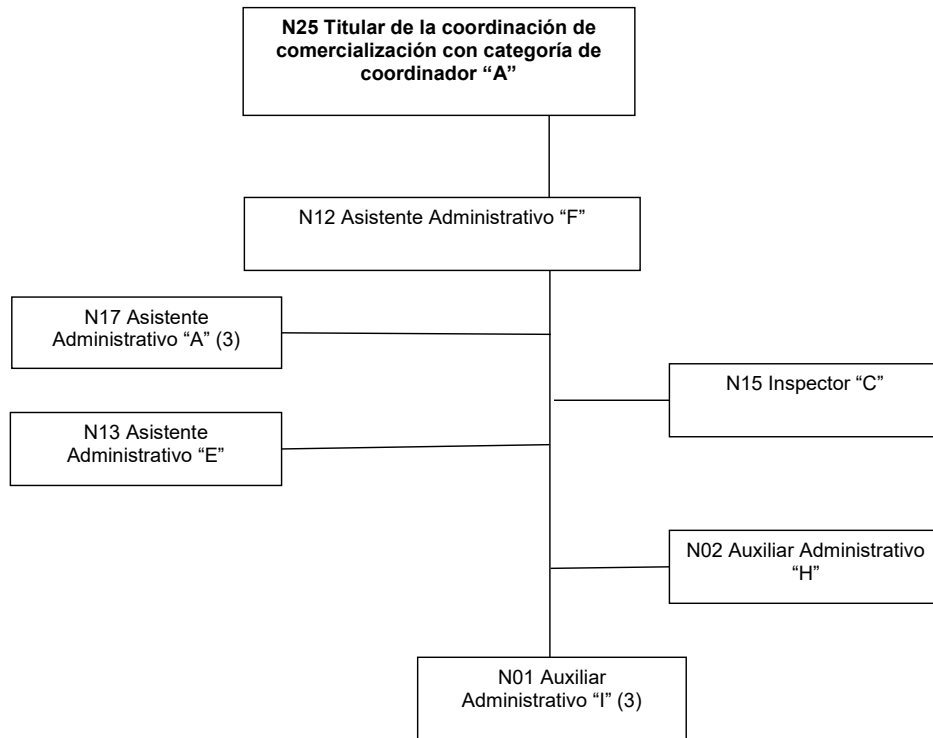 N25 Titular de la coordinación de
comercialización con categoría de
coordinador “A”
N12 Asistente Administrativo “F”
N17 Asistente
Administrativo “A” (3)
N15 Inspector “C”
N13 Asistente
Administrativo “E”
N02 Auxiliar Administrativo
“H”
N01 Auxiliar
Administrativo “I” (3)